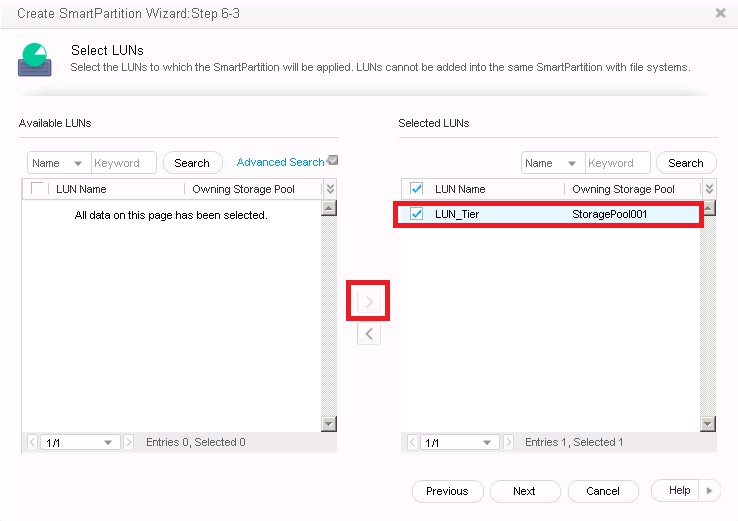 Create SmartPartition Wizard:Step 6-3
Select LUNs
Select the LUNs to which the SmartPartition will be applied. LUNs cannot be added into the same SmartPartition with file systems.
Available LUNs
Name Keyword Search Advanced Search
LUN Name Owning Storage Pool
All data on this page has been selected.
1/1 Entries 0, Selected 0
Selected LUNs
Name Keyword Search
LUN Name Owning Storage Pool
LUN_Tier StoragePool001
1/1 Entries 1, Selected 1
Previous Next Cancel Help